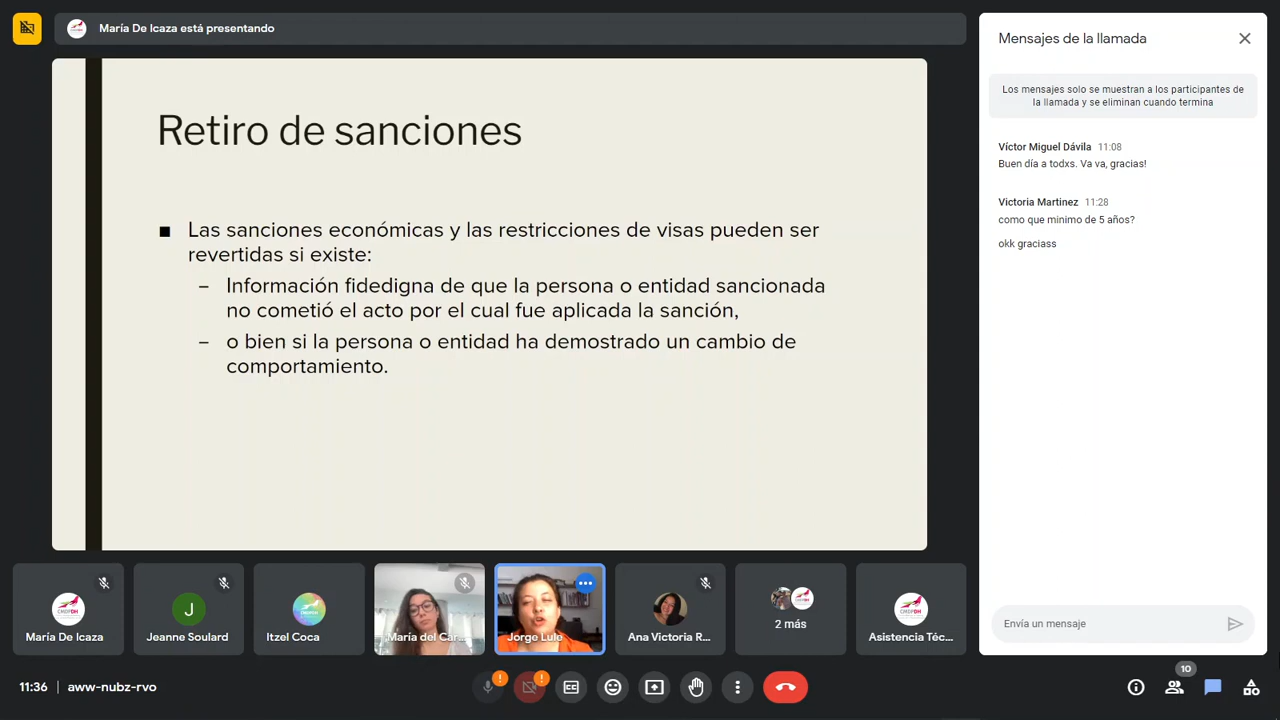 María De Icaza está presentando
Retiro de sanciones
■ Las sanciones económicas y las restricciones de visas pueden ser
revertidas si existe:
– Información fidedigna de que la persona o entidad sancionada
no cometió el acto por el cual fue aplicada la sanción,
– o bien si la persona o entidad ha demostrado un cambio de
comportamiento.
Mensajes de la llamada
Los mensajes solo se muestran a los participantes de
la llamada y se eliminan cuando termina
Víctor Miguel Dávila 11:08
Buen día a todxs. Va va, gracias!
Victoria Martinez 11:28
como que minimo de 5 años?
okk graciass
Envía un mensaje
CMDPDH
María De Icaza
J
Jeanne Soulard
Itzel Coca
María del Car...
Jorge Lule
Ana Victoria R...
2 más
CMDPDH
Asistencia Téc...
11:36 | aww-nubz-rvo
10